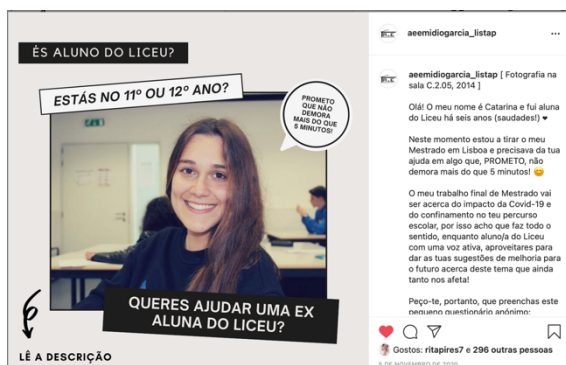 ÉS ALUNO DO LICEU?
ESTÁS NO 11º OU 12º ANO?
PROMETO
QUE NÃO
DEMORA
MAIS DO QUE
5 MINUTOS!
QUERES AJUDAR UMA EX
ALUNA DO LICEU?
LÊ A DESCRIÇÃO
aeemidiogarcia_listap
...
aeemidiogarcia_listap [ Fotografia na
sala C.2.05, 2014 ]
Olá! O meu nome é Catarina e fui aluna
do Liceu há seis anos (saudades!) ❤
Neste momento estou a tirar o meu
Mestrado em Lisboa e precisava da tua
ajuda em algo que, PROMETO, não
demora mais do que 5 minutos! 😊
O meu trabalho final de Mestrado vai
ser acerca do impacto da Covid-19 e
do confinamento no teu percurso
escolar, por isso acho que faz todo o
sentido, enquanto aluno/a do Liceu
com uma voz ativa, aproveitares para
dar as tuas sugestões de melhoria para
o futuro acerca deste tema que ainda
tanto nos afeta!
Peço-te, portanto, que preenchas este
pequeno questionário anónimo:
Gostos: ritapires7 e 296 outras pessoas
5 DE NOVEMBRO DE 2020